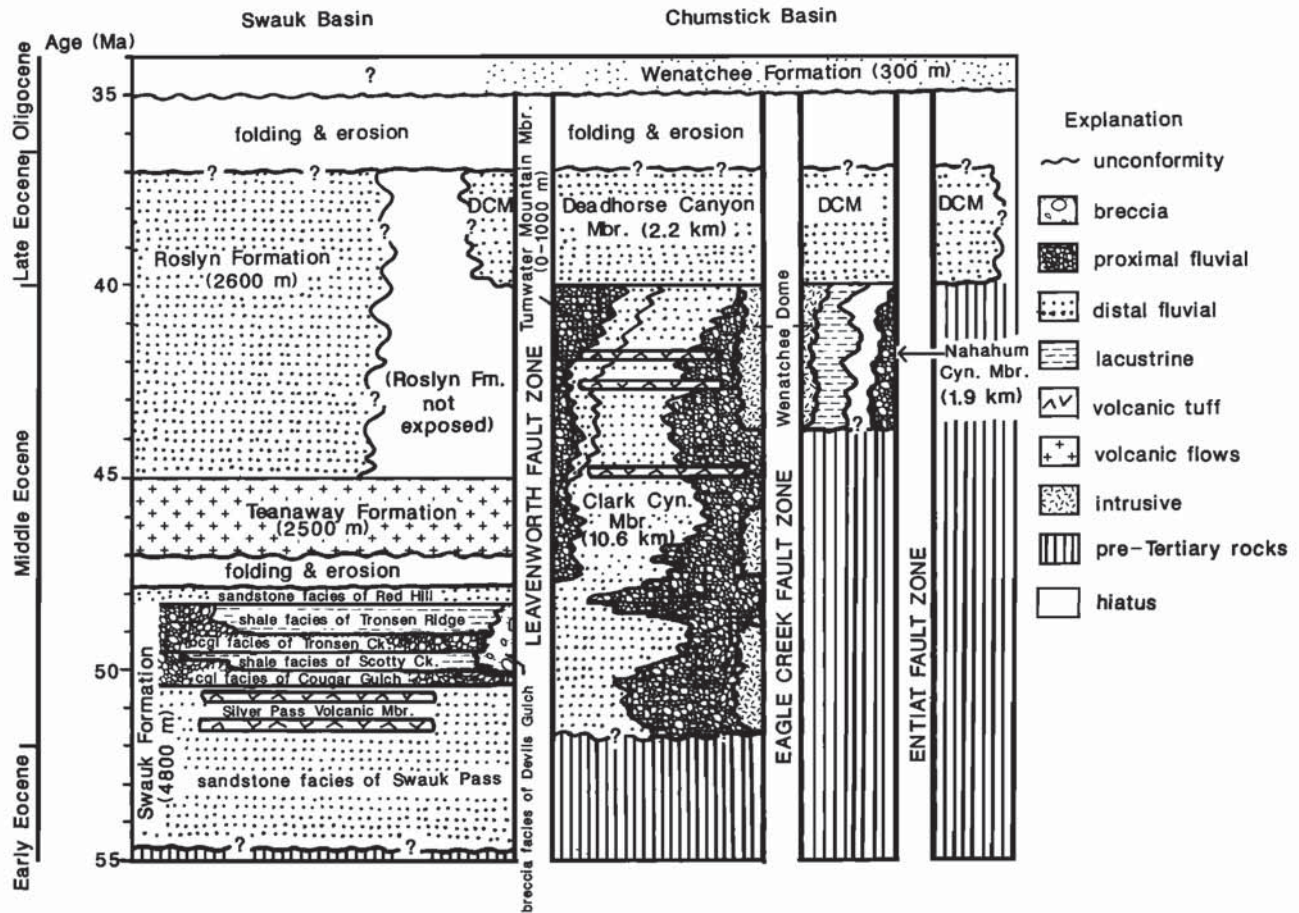 Swauk Basin
Chumstick Basin
Age (Ma)
Oligocene
Late Eocene
Middle Eocene
Early Eocene
35
40
45
50
55
?
Wenatchee Formation (300 m)
folding & erosion
? ? ?
Roslyn Formation
(2600 m)
?
?
?
DCM
?
(Roslyn Fm.
not
exposed)
Teanaway Formation
(2500 m)
folding & erosion
sandstone facies of Red Hill
shale facies of Tronsen Ridge
cgl facies of Tronsen Ck.
shale facies of Scotty Ck.
cgl facies of Cougar Gulch
Silver Pass Volcanic Mbr.
Swauk Formation
(4800 m)
sandstone facies of Swauk Pass
? ?
Tumwater Mountain Mbr.
(0-1000 m)
LEAVENWORTH FAULT ZONE
breccia facies of Devils Gulch
folding & erosion
? ?
Deadhorse Canyon
Mbr. (2.2 km)
Clark Cyn.
Mbr.
(10.6 km)
?
Wenatchee Dome
EAGLE CREEK FAULT ZONE
?
DCM
?
ENTIAT FAULT ZONE
?
DCM
?
Nahahum
Cyn. Mbr.
(1.9 km)
Explanation
unconformity
breccia
proximal fluvial
distal fluvial
lacustrine
volcanic tuff
volcanic flows
intrusive
pre-Tertiary rocks
hiatus